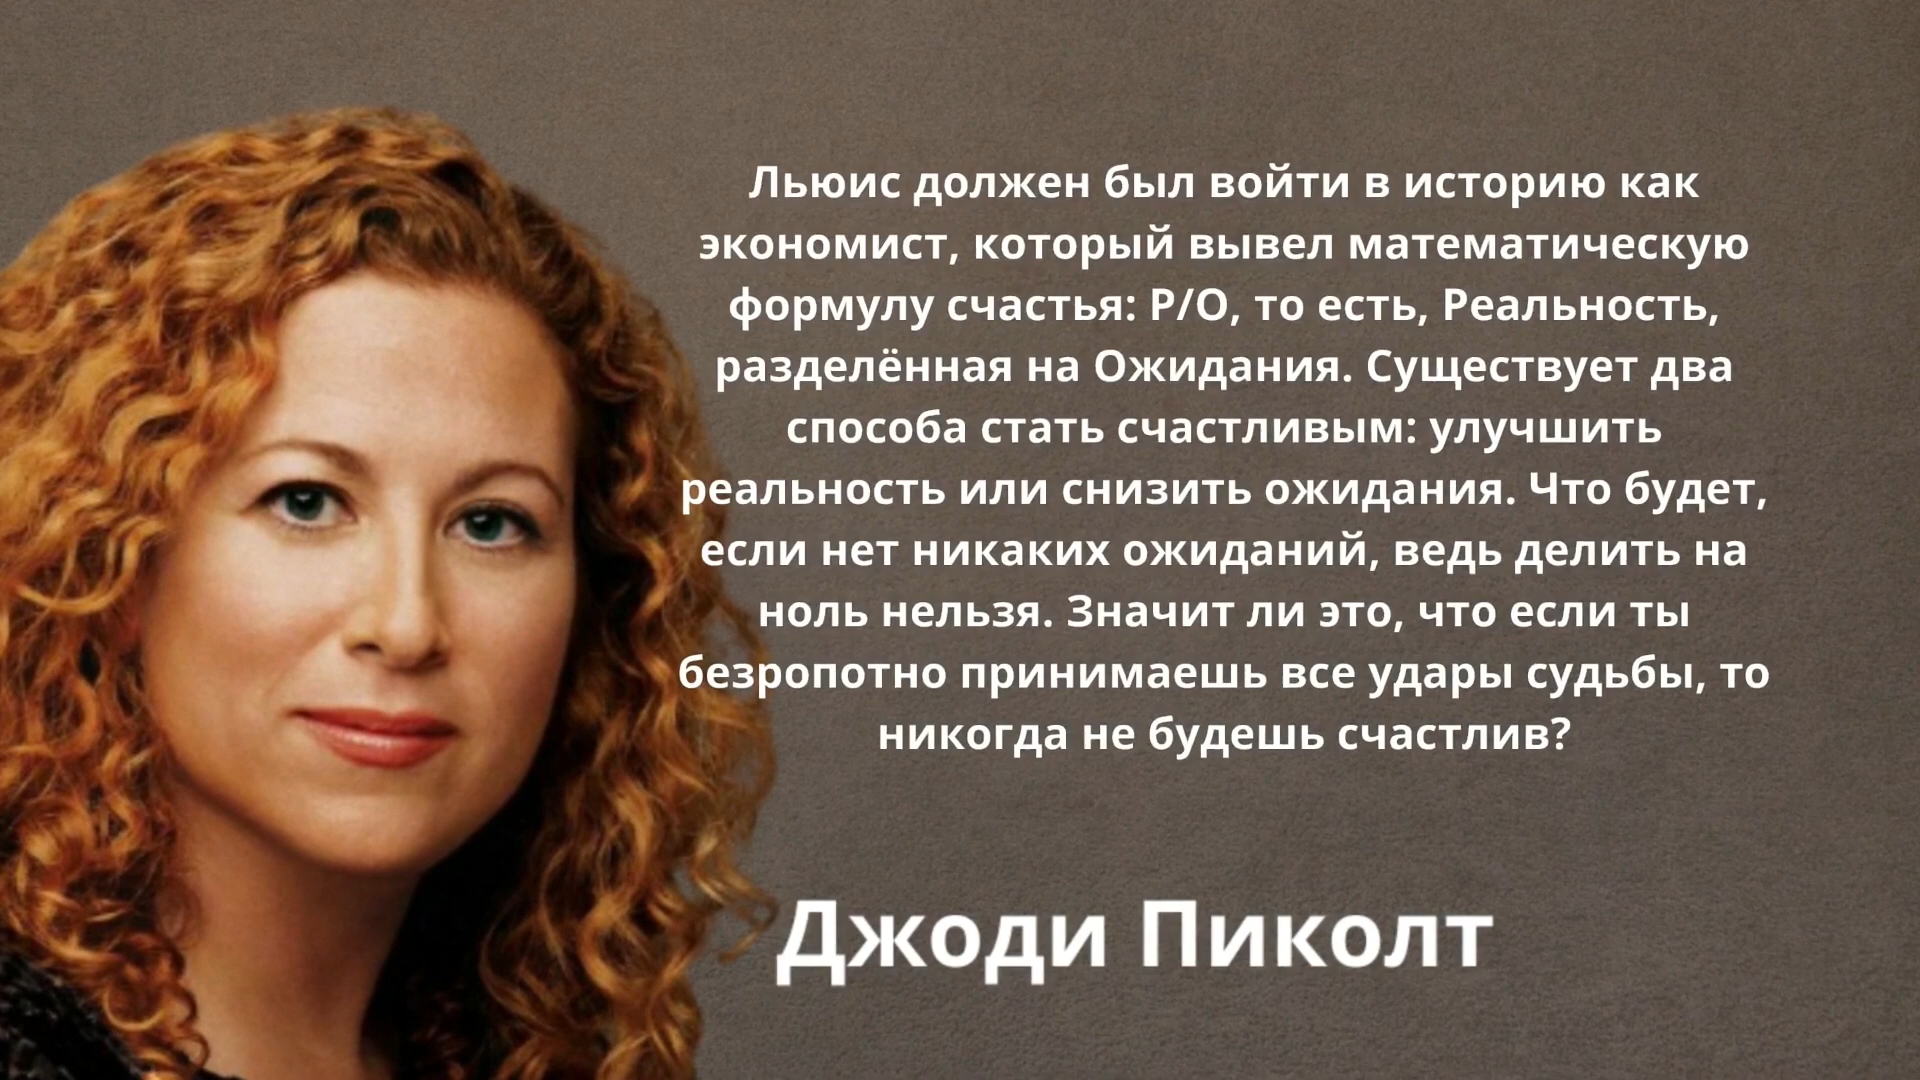 Льюис должен был войти в историю как
экономист, который вывел математическую
формулу счастья: Р/О, то есть, Реальность,
разделённая на Ожидания. Существует два
способа стать счастливым: улучшить
реальность или снизить ожидания. Что будет,
если нет никаких ожиданий, ведь делить на
ноль нельзя. Значит ли это, что если ты
безропотно принимаешь все удары судьбы, то
никогда не будешь счастлив?
Джоди Пиколт